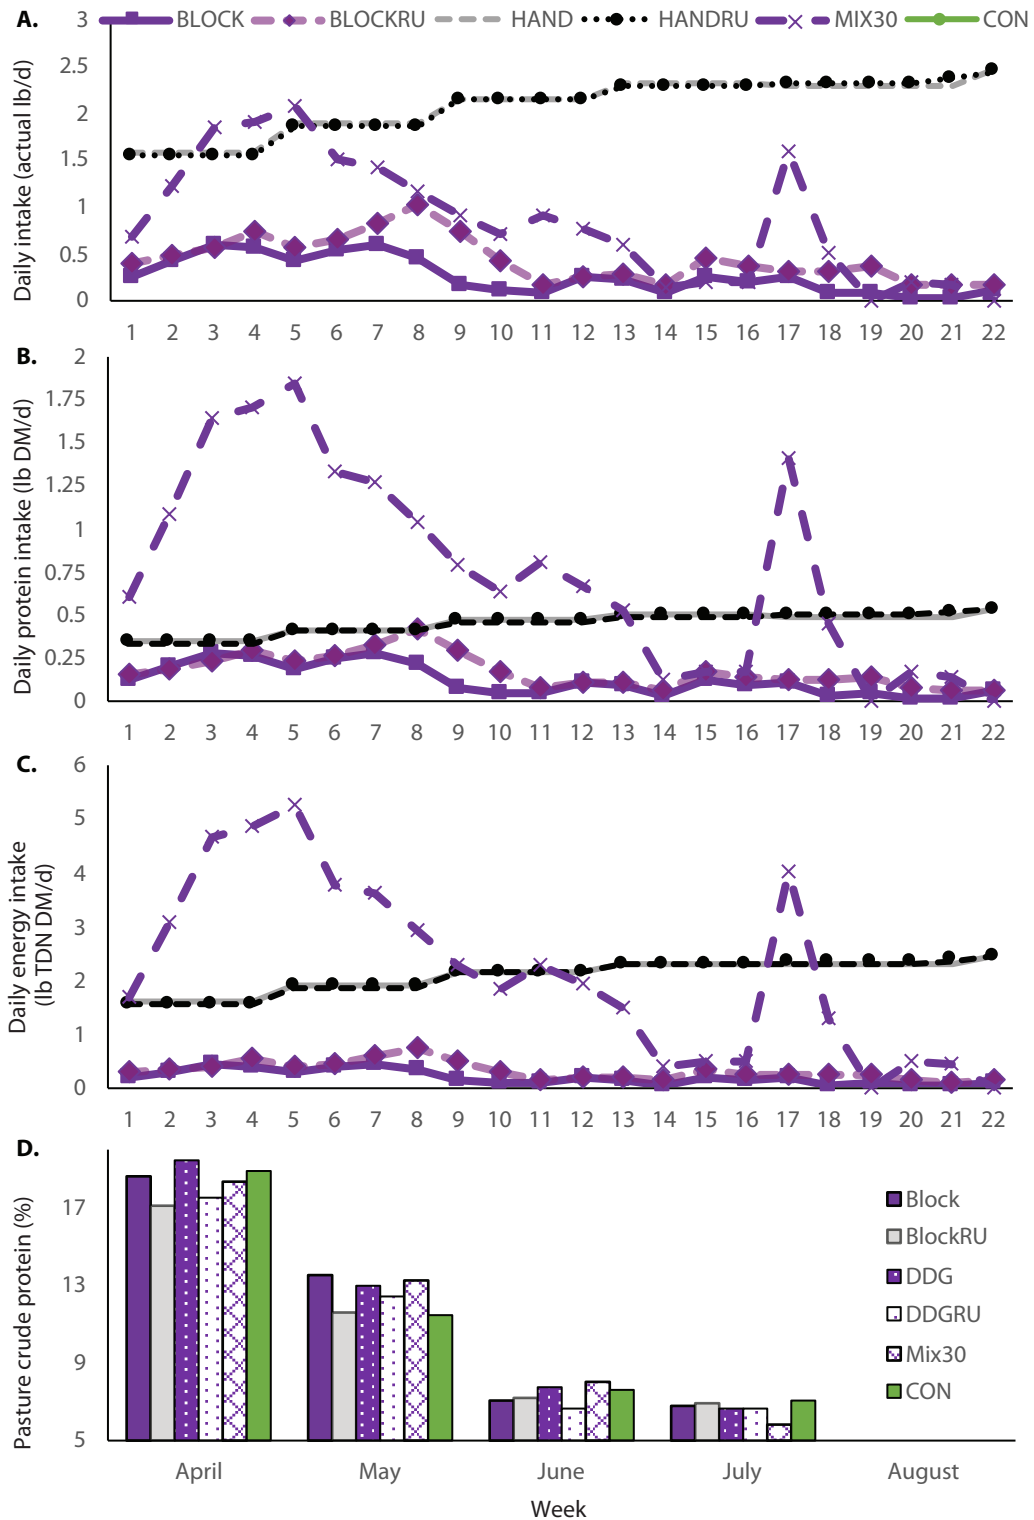 A. BLOCK BLOCKRU HAND HANDRU MIX30 CON
Daily intake (actual lb/d)
3
2.5
2
1.5
1
0.5
0
1 2 3 4 5 6 7 8 9 10 11 12 13 14 15 16 17 18 19 20 21 22
B.
Daily protein intake (lb DM/d)
2
1.75
1.5
1.25
1
0.75
0.5
0.25
0
1 2 3 4 5 6 7 8 9 10 11 12 13 14 15 16 17 18 19 20 21 22
C.
Daily energy intake
(lb TDN DM/d)
6
5
4
3
2
1
0
1 2 3 4 5 6 7 8 9 10 11 12 13 14 15 16 17 18 19 20 21 22
D.
Pasture crude protein (%)
17
13
9
5
Block
BlockRU
DDG
DDGRU
Mix30
CON
April May June July August
Week